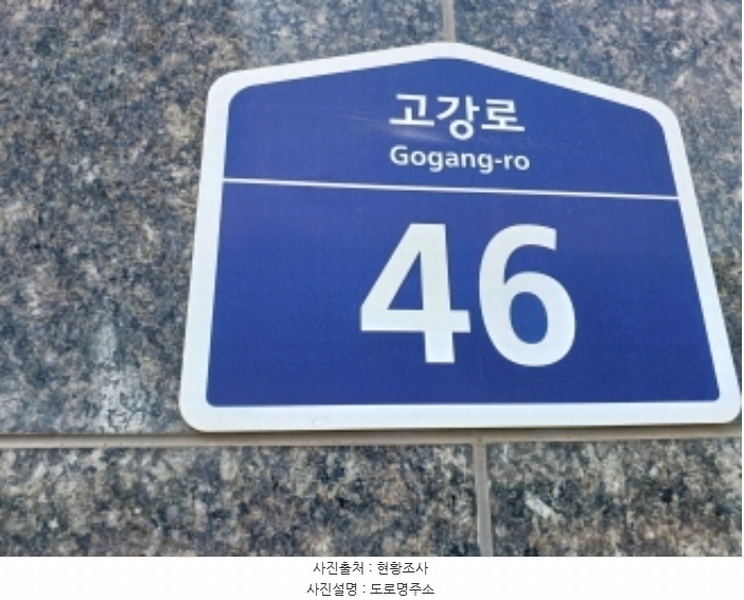 고강로
Gogang-ro
46
사진출처 : 현황조사
사진설명 : 도로명주소